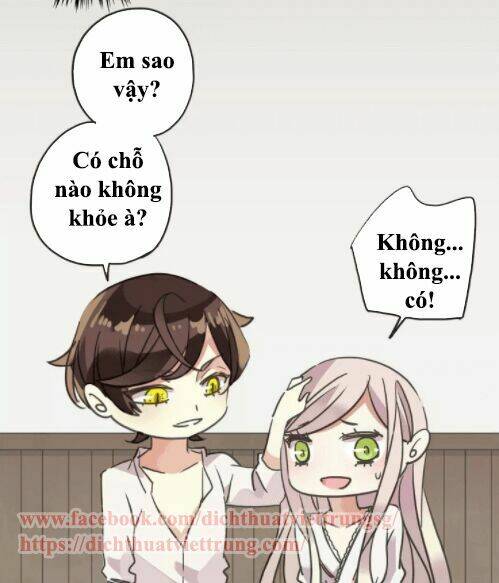 Em sao
vậy?
Có chỗ
nào không
khỏe à?
Không...
không...
có!
www.facebook.com/dichthuatviettrungsg/
https://dichthuatviettrung.com/